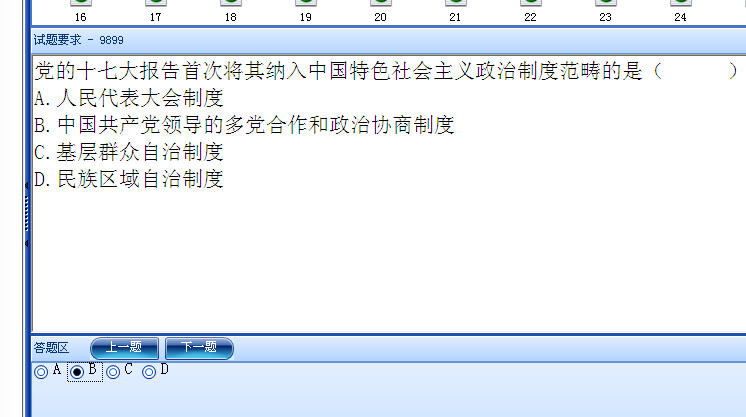 16 17 18 19 20 21 22 23 24
试题要求 - 9899
党的十七大报告首次将其纳入中国特色社会主义政治制度范畴的是（　　　）
A.人民代表大会制度
B.中国共产党领导的多党合作和政治协商制度
C.基层群众自治制度
D.民族区域自治制度
答题区 上一题 下一题
A B C D